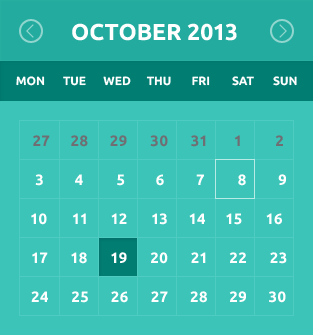 OCTOBER 2013
MON TUE WED THU FRI SAT SUN
27 28 29 30 31 1 2
3 4 5 6 7 8 9
10 11 12 13 14 15 16
17 18 19 20 21 22 23
24 25 26 27 28 29 30